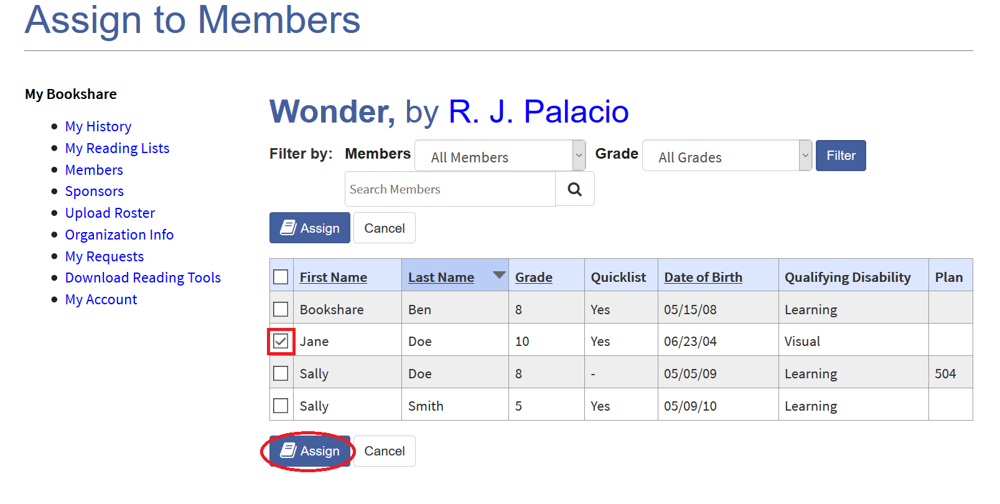 Assign to Members
My Bookshare
My History
My Reading Lists
Members
Sponsors
Upload Roster
Organization Info
My Requests
Download Reading Tools
My Account
Wonder, by R. J. Palacio
Filter by: Members All Members Grade All Grades Filter
Search Members
Assign Cancel
First Name Last Name Grade Quicklist Date of Birth Qualifying Disability Plan
Bookshare Ben 8 Yes 05/15/08 Learning
Jane Doe 10 Yes 06/23/04 Visual
Sally Doe 8 - 05/05/09 Learning 504
Sally Smith 5 Yes 05/09/10 Learning
Assign Cancel